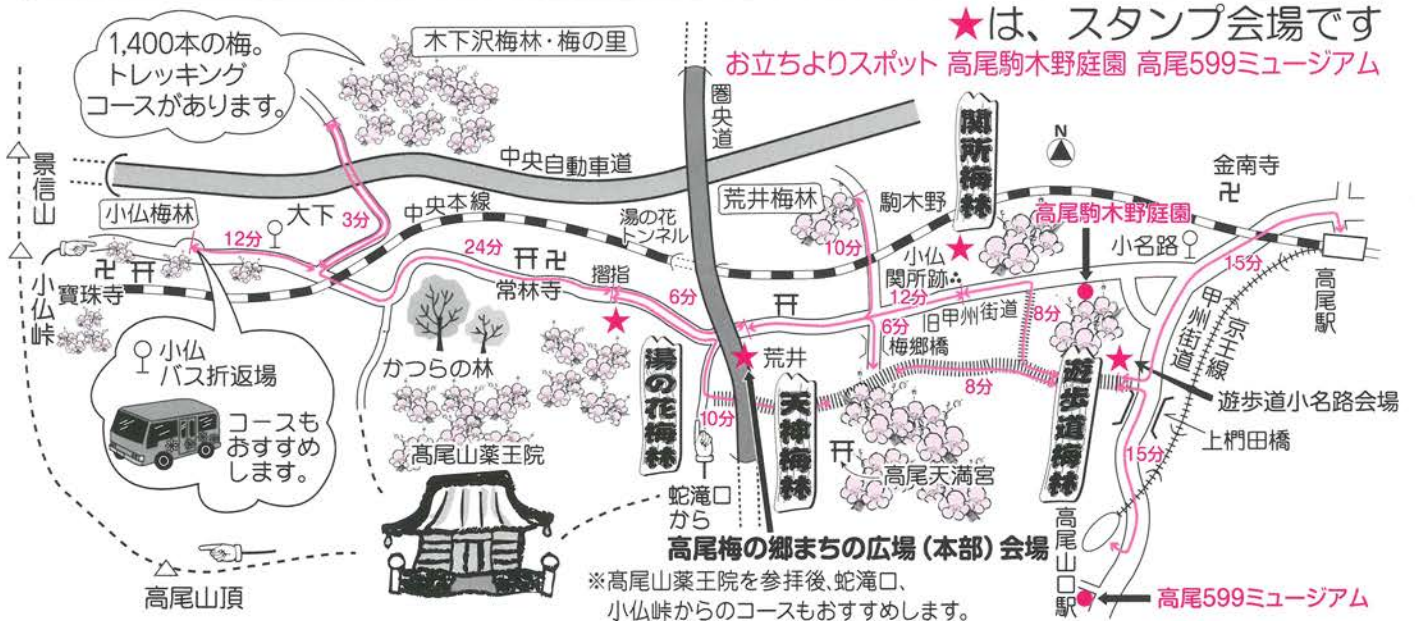 ★は、スタンプ会場です
お立ちよりスポット 高尾駒木野庭園 高尾599ミュージアム
1,400本の梅。
トレッキング
コースがあります。
木下沢梅林・梅の里
圏央道
中央自動車道
関所梅林
N
金南寺
景信山
小仏梅林
大下
3分
中央本線
湯の花
トンネル
荒井梅林
駒木野
高尾駒木野庭園
小名路
12分
24分
10分
小仏
関所跡
15分
高尾駅
小仏峠
寶珠寺
常林寺
摺指
6分
12分
旧甲州街道
8分
甲州街道
京王線
6分
梅郷橋
小仏
バス折返場
コースも
おすすめ
します。
かつらの林
湯の花梅林
荒井
天神梅林
8分
遊歩道梅林
遊歩道小名路会場
上椚田橋
10分
15分
髙尾山薬王院
高尾天満宮
蛇滝口
から
高尾梅の郷まちの広場(本部)会場
高尾山口駅
高尾山頂
※髙尾山薬王院を参拝後、蛇滝口、
小仏峠からのコースもおすすめします。
高尾599ミュージアム